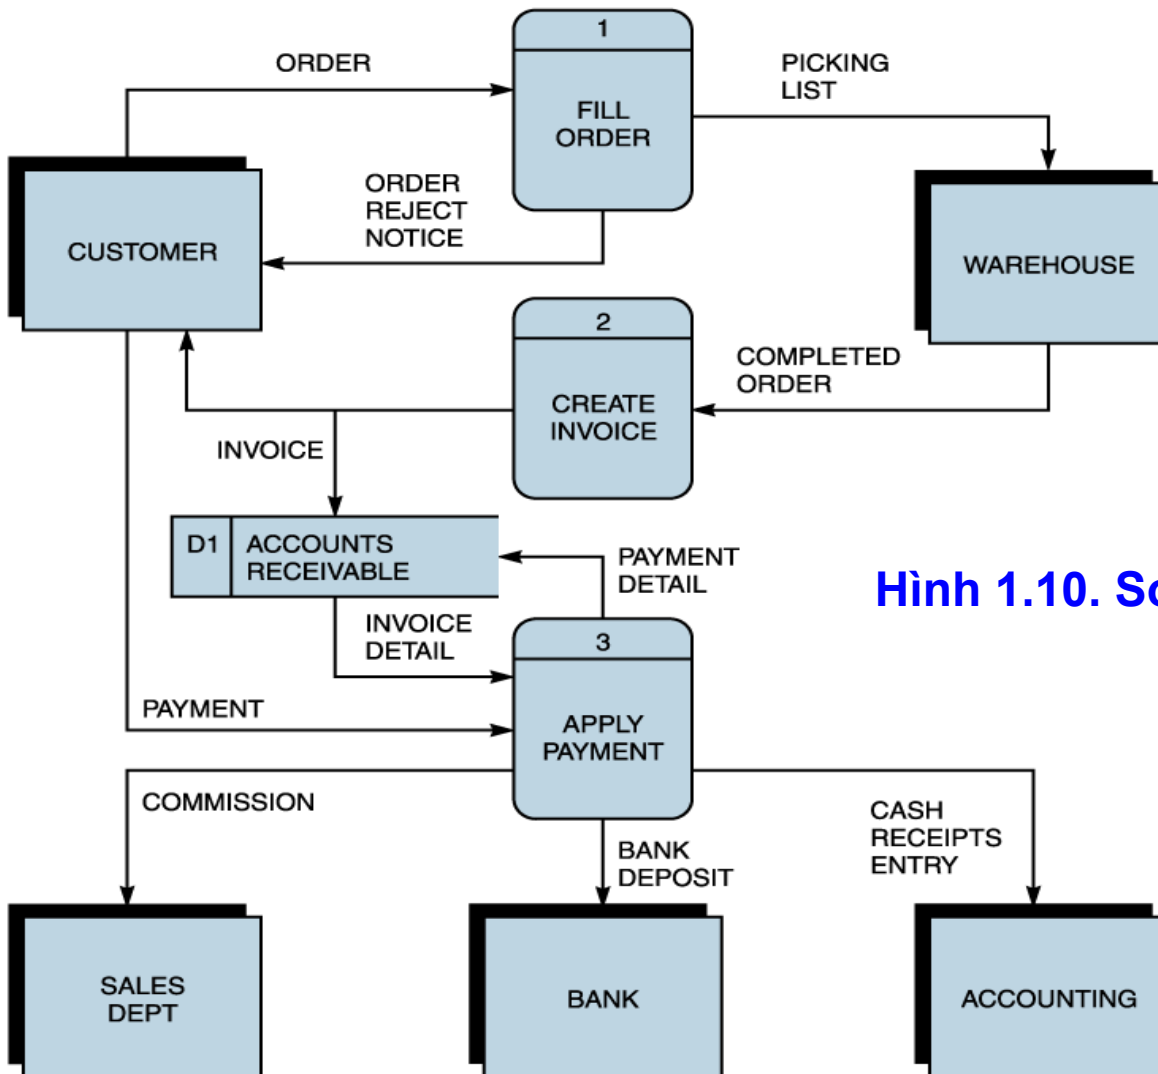 1
ORDER
PICKING
LIST
FILL
ORDER
ORDER
REJECT
NOTICE
CUSTOMER
WAREHOUSE
2
COMPLETED
ORDER
CREATE
INVOICE
INVOICE
D1
ACCOUNTS
RECEIVABLE
PAYMENT
DETAIL
Hình 1.10.
INVOICE
DETAIL
3
PAYMENT
APPLY
PAYMENT
COMMISSION
CASH
RECEIPTS
ENTRY
BANK
DEPOSIT
SALES
DEPT
BANK
ACCOUNTING